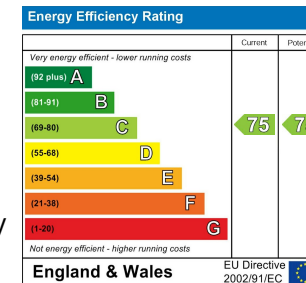 Energy Efficiency Rating
Current
Very energy efficient - lower running costs
(92 plus) A
(81-91) B
(69-80) C 75
(55-68) D
(39-54) E
(21-38) F
(1-20) G
Not energy efficient - higher running costs
England & Wales
EU Directive
2002/91/EC